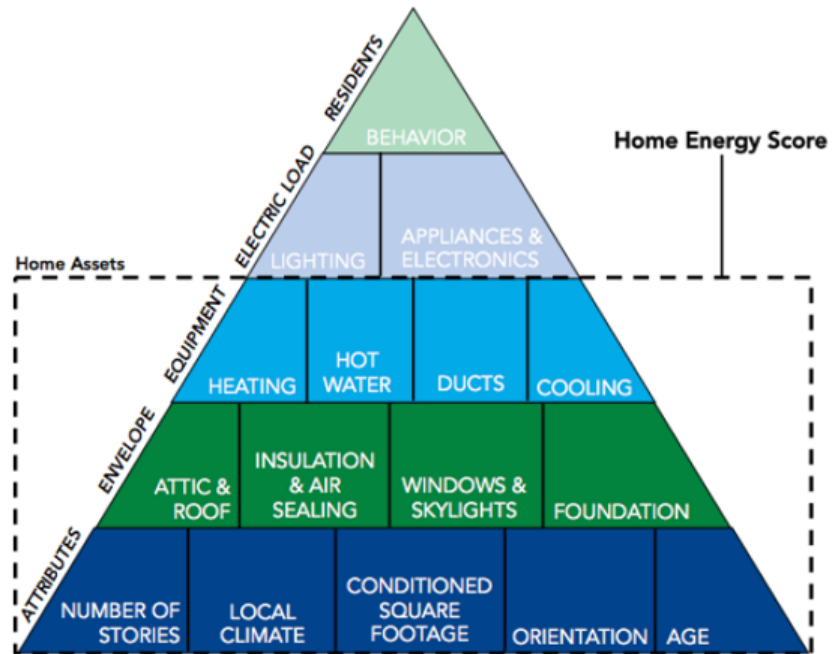 RESIDENTS
BEHAVIOR
Home Energy Score
ELECTRIC LOAD
LIGHTING
APPLIANCES &
ELECTRONICS
Home Assets
EQUIPMENT
HEATING
HOT
WATER
DUCTS
COOLING
ENVELOPE
ATTIC &
ROOF
INSULATION
& AIR
SEALING
WINDOWS &
SKYLIGHTS
FOUNDATION
ATTRIBUTES
NUMBER OF
STORIES
LOCAL
CLIMATE
CONDITIONED
SQUARE
FOOTAGE
ORIENTATION
AGE